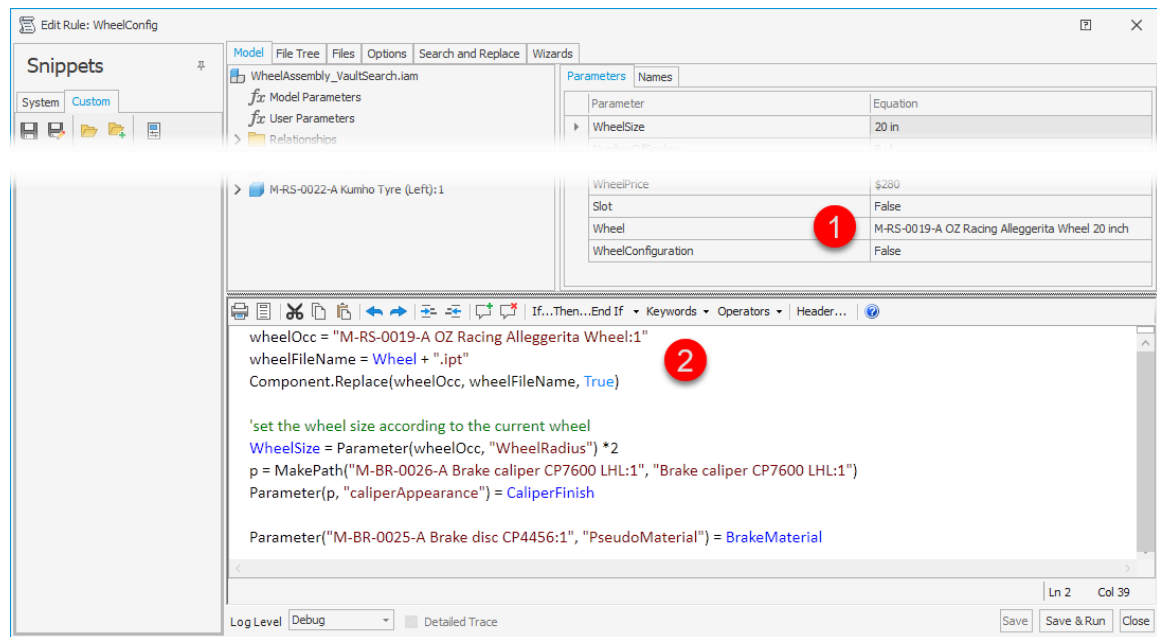 Edit Rule: WheelConfig
Snippets
System Custom
Model File Tree Files Options Search and Replace Wizards
WheelAssembly_VaultSearch.iam
fx Model Parameters
fx User Parameters
Relationships
M-RS-0022-A Kumho Tyre (Left):1
Parameters Names
Parameter Equation
WheelSize 20 in
WheelPrice $280
Slot False
Wheel 1 M-RS-0019-A OZ Racing Alleggerita Wheel 20 inch
WheelConfiguration False
If...Then...End If Keywords Operators Header...
wheelOcc = "M-RS-0019-A OZ Racing Alleggerita Wheel:1"
wheelFileName = Wheel + ".ipt"
2
Component.Replace(wheelOcc, wheelFileName, True)
'set the wheel size according to the current wheel
WheelSize = Parameter(wheelOcc, "WheelRadius") *2
p = MakePath("M-BR-0026-A Brake caliper CP7600 LHL:1", "Brake caliper CP7600 LHL:1")
Parameter(p, "caliperAppearance") = CaliperFinish
Parameter("M-BR-0025-A Brake disc CP4456:1", "PseudoMaterial") = BrakeMaterial
Ln 2 Col 39
Log Level Debug Detailed Trace Save Save & Run Close